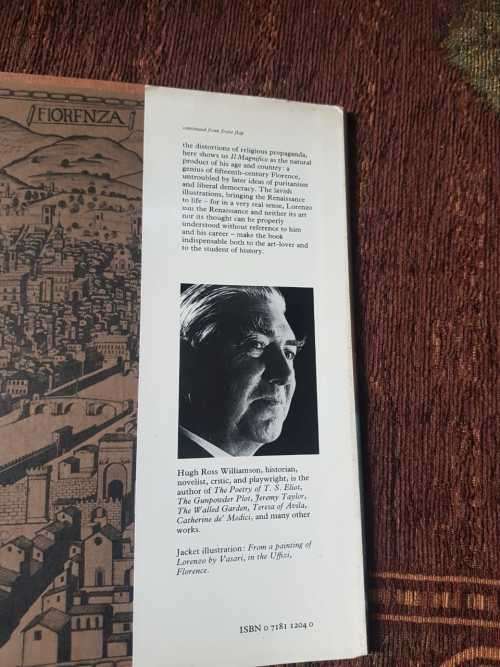 FIORENZA
continued from front flap
the distortions of religious propaganda,
here shows us Il Magnifico as the natural
product of his age and country: a
genius of fifteenth-century Florence,
untroubled by later ideas of puritanism
and liberal democracy. The lavish
illustrations, bringing the Renaissance
to life – for in a very real sense, Lorenzo
was the Renaissance and neither its art
nor its thought can be properly
understood without reference to him
and his career – make the book
indispensable both to the art-lover and
to the student of history.
Hugh Ross Williamson, historian,
novelist, critic, and playwright, is the
author of The Poetry of T. S. Eliot,
The Gunpowder Plot, Jeremy Taylor,
The Walled Garden, Teresa of Avila,
Catherine de' Medici, and many other
works.
Jacket illustration: From a painting of
Lorenzo by Vasari, in the Uffizi,
Florence.
ISBN 0 7181 1204 0